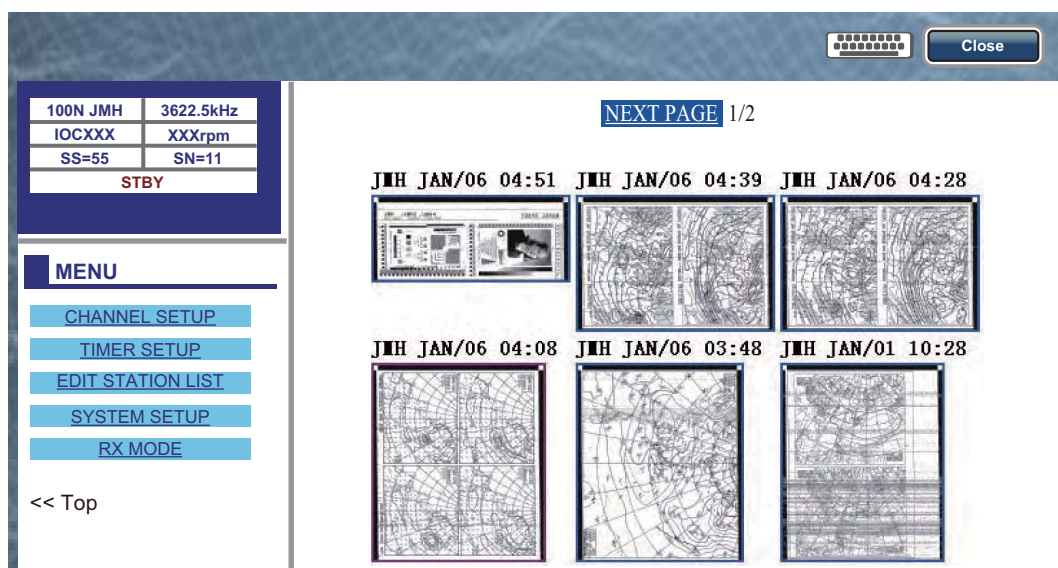 Close
100N JMH 3622.5kHz
IOCXXX XXXrpm
SS=55 SN=11
STBY
MENU
CHANNEL SETUP
TIMER SETUP
EDIT STATION LIST
SYSTEM SETUP
RX MODE
<< Top
NEXT PAGE 1/2
JMH JAN/06 04:51 JMH JAN/06 04:39 JMH JAN/06 04:28
JMH JAN/06 04:08 JMH JAN/06 03:48 JMH JAN/01 10:28